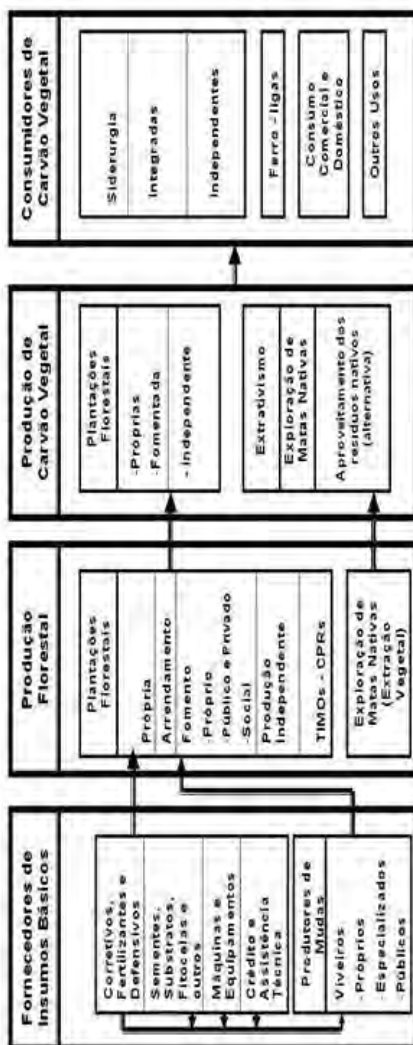 Fornecedores de
Insumos Básicos
Corretivos,
Fertilizantes e
Defensivos
Sementes,
Substratos,
Fitocelas e
outros
Máquinas e
Equipamentos
Crédito e
Assistência
Técnica
Produtores de
Mudas
Viveiros
-Próprios
-Especializados
-Públicos
Produção
Florestal
Plantações
Florestais
Própria
Arrendamento
Fomento
-Próprio
-Público e Privado
-Social
Produção
Independente
TIMOs - CPRs
Exploração de
Matas Nativas
(Extração
Vegetal)
Produção de
Carvão Vegetal
Plantações
Florestais
-Próprias
-Fomentada
- Independente
Extrativismo
Exploração de
Matas Nativas
Aproveitamento dos
resíduos nativos
(alternativa)
Consumidores de
Carvão Vegetal
Siderurgia
Integradas
Independentes
Ferro -ligas
Consumo
Comercial e
Doméstico
Outros Usos